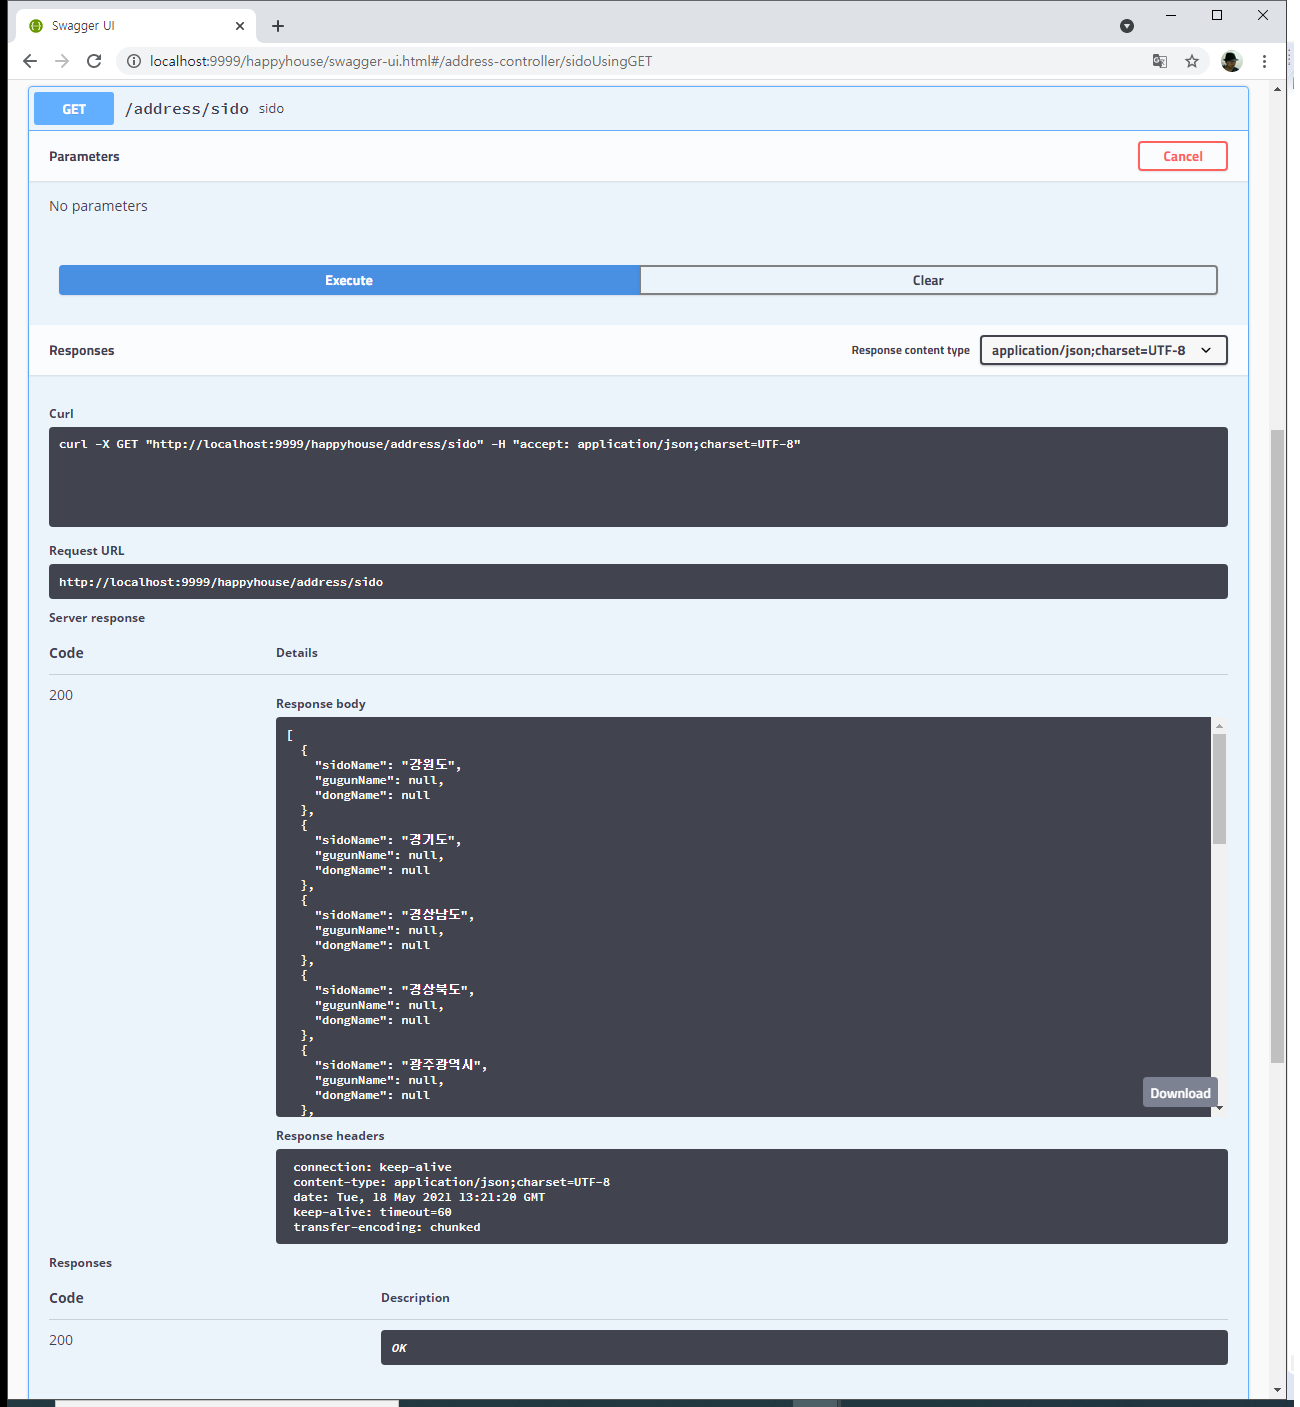 Swagger UI
localhost:9999/happyhouse/swagger-ui.html#/address-controller/sidoUsingGET
GET /address/sido sido
Parameters
Cancel
No parameters
Execute
Clear
Responses
Response content type
application/json;charset=UTF-8
Curl
curl -X GET "http://localhost:9999/happyhouse/address/sido" -H "accept: application/json;charset=UTF-8"
Request URL
http://localhost:9999/happyhouse/address/sido
Server response
Code Details
200
Response body
[
{
"sidoName": "강원도",
"gugunName": null,
"dongName": null
},
{
"sidoName": "경기도",
"gugunName": null,
"dongName": null
},
{
"sidoName": "경상남도",
"gugunName": null,
"dongName": null
},
{
"sidoName": "경상북도",
"gugunName": null,
"dongName": null
},
{
"sidoName": "광주광역시",
"gugunName": null,
"dongName": null
},
Download
Response headers
connection: keep-alive
content-type: application/json;charset=UTF-8
date: Tue, 18 May 2021 13:21:20 GMT
keep-alive: timeout=60
transfer-encoding: chunked
Responses
Code Description
200
OK